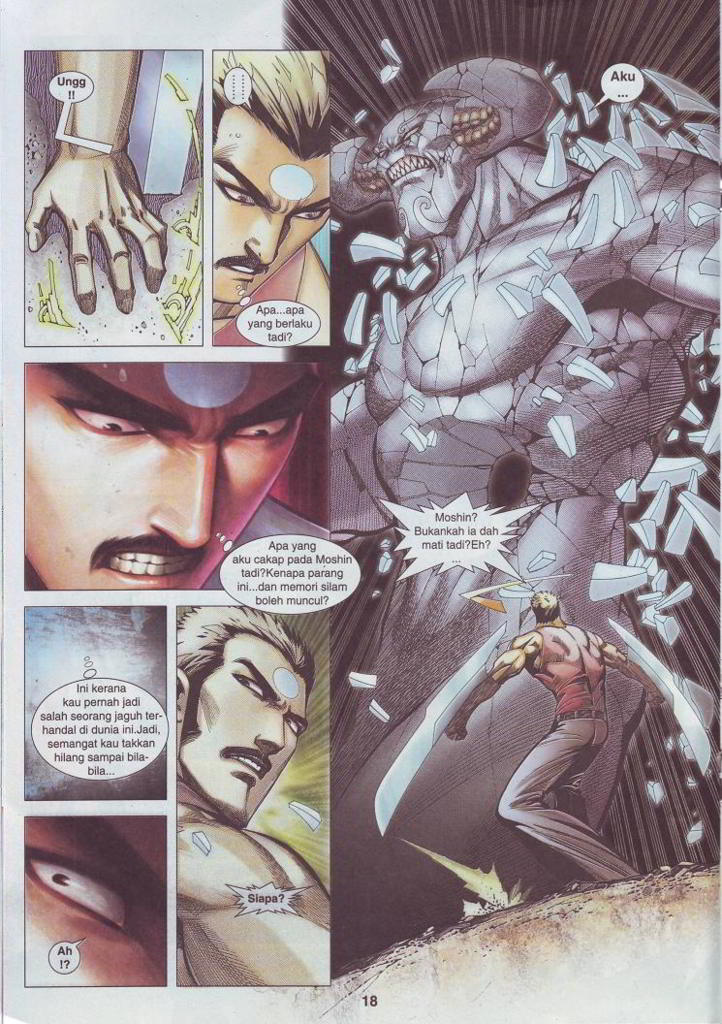 Ungg
!!
Apa...apa
yang berlaku
tadi?
Aku
...
Apa yang
aku cakap pada Moshin
tadi?Kenapa parang
ini...dan memori silam
boleh muncul?
Moshin?
Bukankah ia dah
mati tadi?Eh?
...
Ini kerana
kau pernah jadi
salah seorang jaguh ter-
handal di dunia ini.Jadi,
semangat kau takkan
hilang sampai bila-
bila...
Siapa?
Ah
!?
18